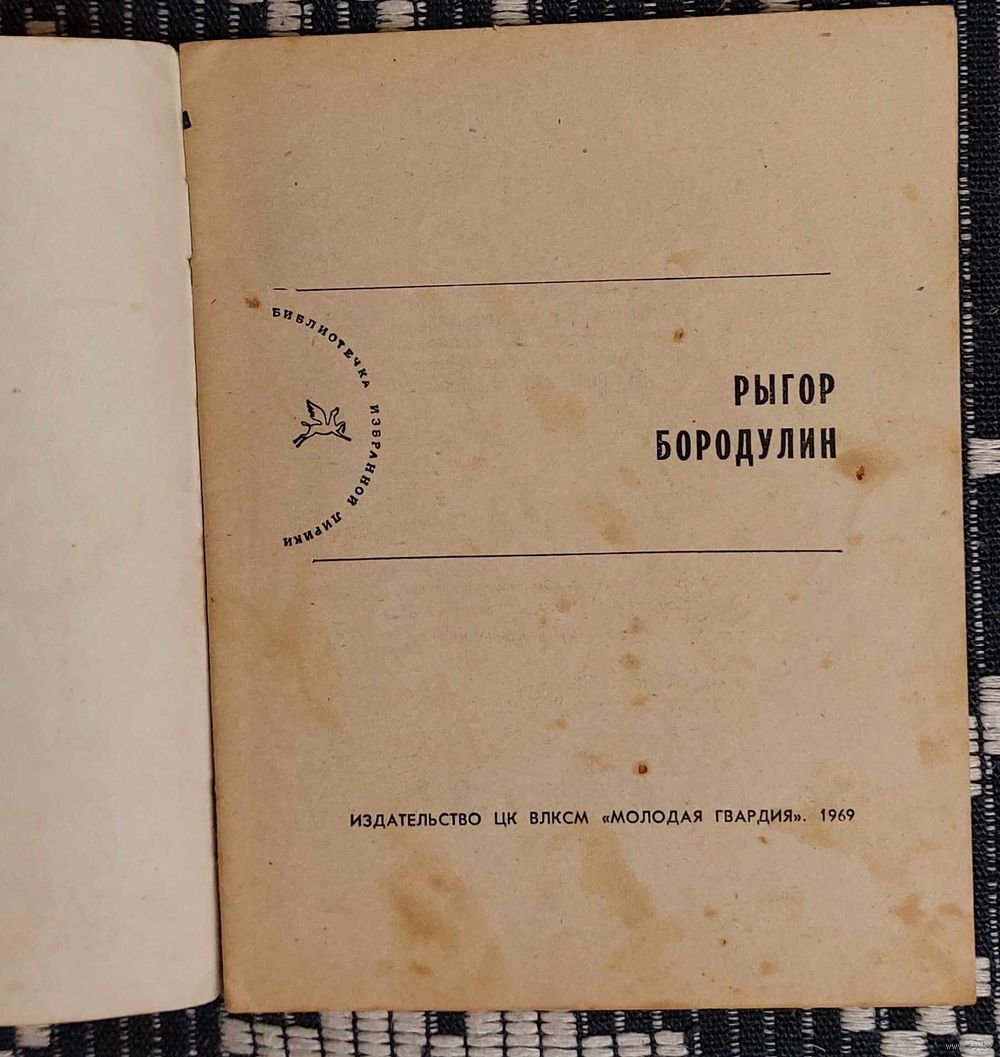 БИБЛИОТЕЧКА ИЗБРАННОЙ ЛИРИКИ
РЫГОР
БОРОДУЛИН
ИЗДАТЕЛЬСТВО ЦК ВЛКСМ «МОЛОДАЯ ГВАРДИЯ». 1969